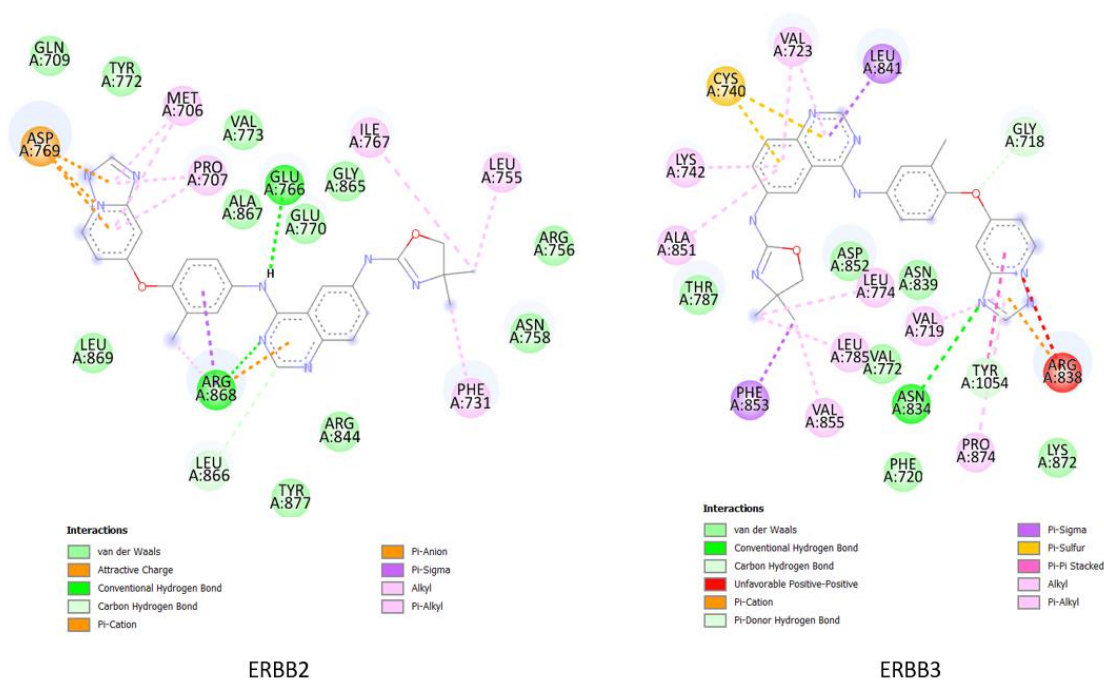 GLN
A:709
TYR
A:772
MET
A:706
ASP
A:769
VAL
A:773
PRO
A:707
ALA
A:867
GLU
A:766
GLY
A:865
GLU
A:770
ILE
A:767
LEU
A:755
ARG
A:756
ASN
A:758
PHE
A:731
LEU
A:869
ARG
A:868
ARG
A:844
LEU
A:866
TYR
A:877
N
N
N
O
N
H
N
N
N
N
O
Interactions
van der Waals
Attractive Charge
Conventional Hydrogen Bond
Carbon Hydrogen Bond
Pi-Cation
Pi-Anion
Pi-Sigma
Alkyl
Pi-Alkyl
ERBB2
VAL
A:723
LEU
A:841
CYS
A:740
GLY
A:718
LYS
A:742
ALA
A:851
THR
A:787
ASP
A:852
LEU
A:774
ASN
A:839
VAL
A:719
LEU
A:785
VAL
A:772
PHE
A:853
VAL
A:855
ASN
A:834
TYR
A:1054
ARG
A:838
PRO
A:874
PHE
A:720
LYS
A:872
N
N
N
N
O
N
O
N
N
N
Interactions
van der Waals
Conventional Hydrogen Bond
Carbon Hydrogen Bond
Unfavorable Positive-Positive
Pi-Cation
Pi-Donor Hydrogen Bond
Pi-Sigma
Pi-Sulfur
Pi-Pi Stacked
Alkyl
Pi-Alkyl
ERBB3